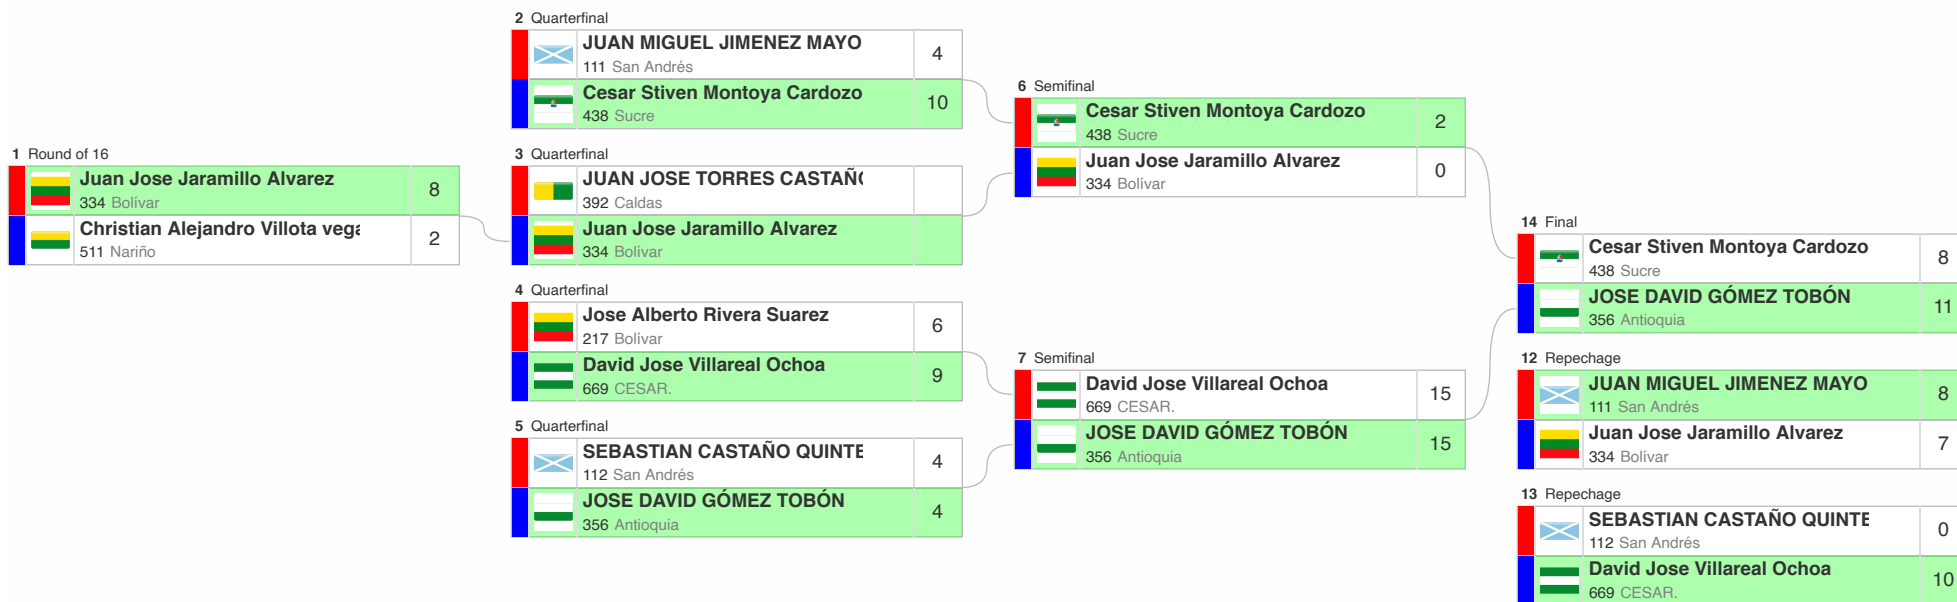 1 Round of 16
Juan Jose Jaramillo Alvarez 8
334 Bolívar
Christian Alejandro Villota 2
511 Nariño
2 Quarterfinal
JUAN MIGUEL JIMENEZ MAYO 4
111 San Andrés
Cesar Stiven Montoya Cardozo 10
438 Sucre
3 Quarterfinal
JUAN JOSE TORRES
392 Caldas
Juan Jose Jaramillo Alvarez
334 Bolívar
4 Quarterfinal
Jose Alberto Rivera Suarez 6
217 Bolívar
David Jose Villareal Ochoa 9
669 CESAR.
5 Quarterfinal
SEBASTIAN CASTAÑO QUINTE 4
112 San Andrés
JOSE DAVID GÓMEZ TOBÓN 4
356 Antioquia
6 Semifinal
Cesar Stiven Montoya Cardozo 2
438 Sucre
Juan Jose Jaramillo Alvarez 0
334 Bolívar
7 Semifinal
David Jose Villareal Ochoa 15
669 CESAR.
JOSE DAVID GÓMEZ TOBÓN 15
356 Antioquia
14 Final
Cesar Stiven Montoya Cardozo 8
438 Sucre
JOSE DAVID GÓMEZ TOBÓN 11
356 Antioquia
12 Repechage
JUAN MIGUEL JIMENEZ MAYO 8
111 San Andrés
Juan Jose Jaramillo Alvarez 7
334 Bolívar
13 Repechage
SEBASTIAN CASTAÑO QUINTE 0
112 San Andrés
David Jose Villareal Ochoa 10
669 CESAR.